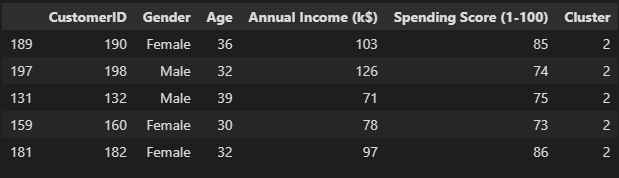 CustomerID Gender Age Annual Income (k$) Spending Score (1-100) Cluster
189 190 Female 36 103 85 2
197 198 Male 32 126 74 2
131 132 Male 39 71 75 2
159 160 Female 30 78 73 2
181 182 Female 32 97 86 2